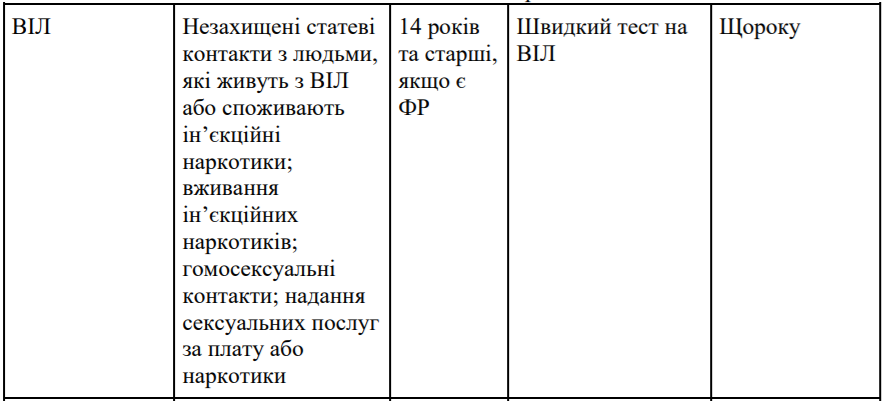 ВІЛ
Незахищені статеві
контакти з людьми,
які живуть з ВІЛ
або споживають
ін’єкційні
наркотики;
вживання
ін’єкційних
наркотиків;
гомосексуальні
контакти; надання
сексуальних послуг
за плату або
наркотики
14 років
та старші,
якщо є
ФР
Швидкий тест на
ВІЛ
Щороку